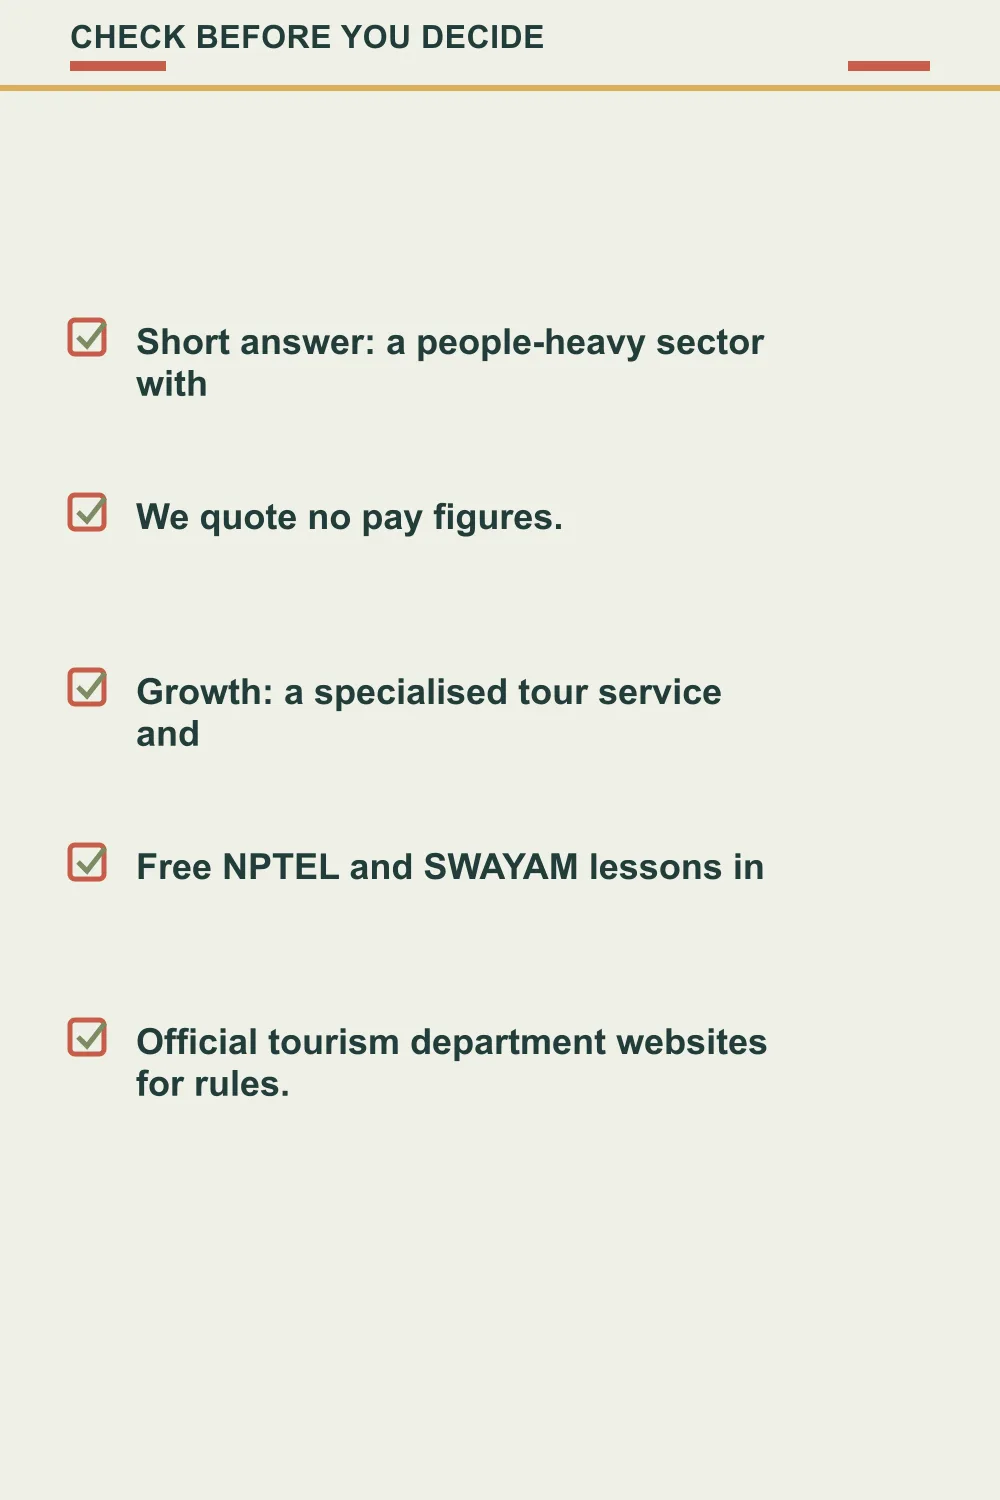 CHECK BEFORE YOU DECIDE
Short answer: a people-heavy sector
with
We quote no pay figures.
Growth: a specialised tour service
and
Free NPTEL and SWAYAM lessons in
Official tourism department websites
for rules.